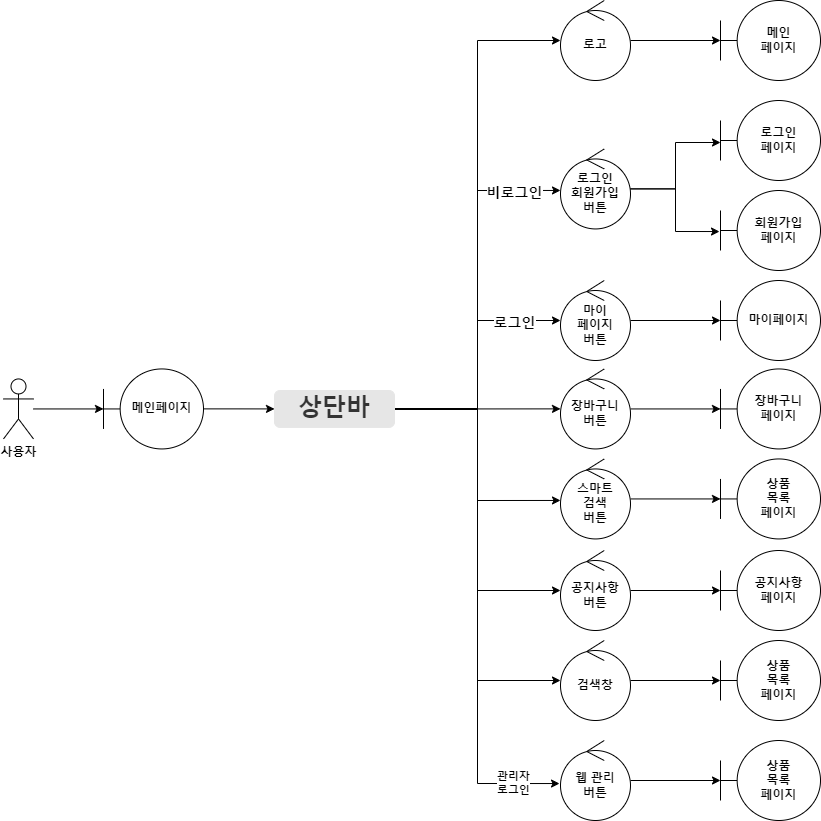 로고
메인
페이지
로그인
페이지
비로그인
로그인
회원가입
버튼
회원가입
페이지
로그인
마이
페이지
버튼
마이페이지
사용자
메인페이지
상단바
장바구니
버튼
장바구니
페이지
스마트
검색
버튼
상품
목록
페이지
공지사항
버튼
공지사항
페이지
검색창
상품
목록
페이지
관리자
로그인
웹 관리
버튼
상품
목록
페이지